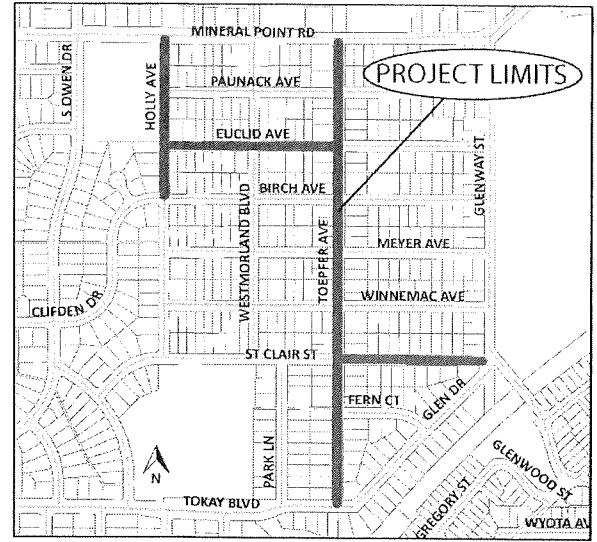 MINERAL POINT RD
S OWEN DR
HOLLY AVE
PAUNACK AVE
PROJECT LIMITS
EUCLID AVE
GLENWAY ST
BIRCH AVE
WESTMORLAND BLVD
TOEPFER AVE
MEYER AVE
WINNEMAC AVE
CLIFDEN DR
ST CLAIR ST
FERN CT
GLEN DR
PARK LN
N
GLENWOOD ST
GREGORY ST
TOKAY BLVD
WYOTA AV